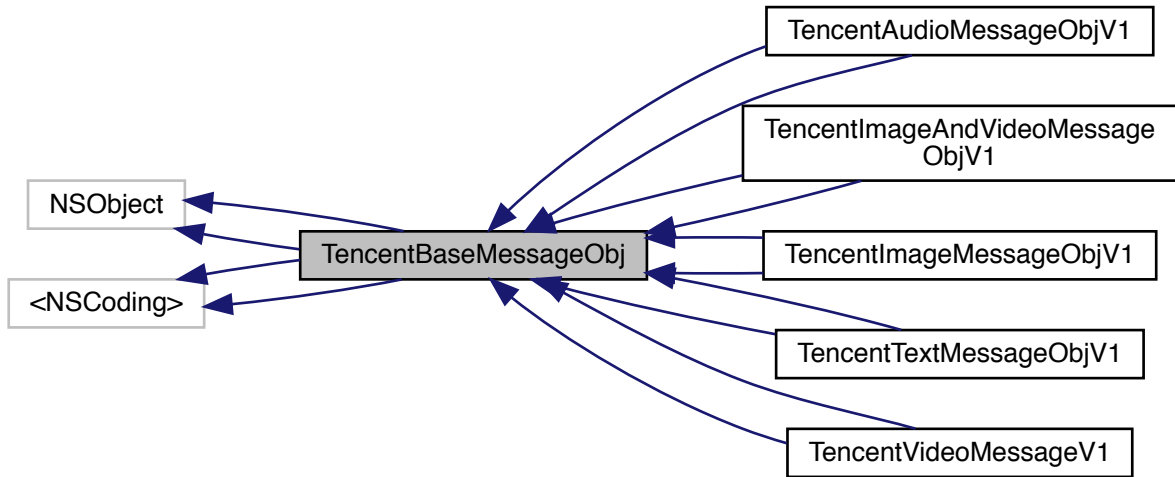 NSObject
<NSCoding>
TencentBaseMessageObj
TencentAudioMessageObjV1
TencentImageAndVideoMessage
ObjV1
TencentImageMessageObjV1
TencentTextMessageObjV1
TencentVideoMessageV1